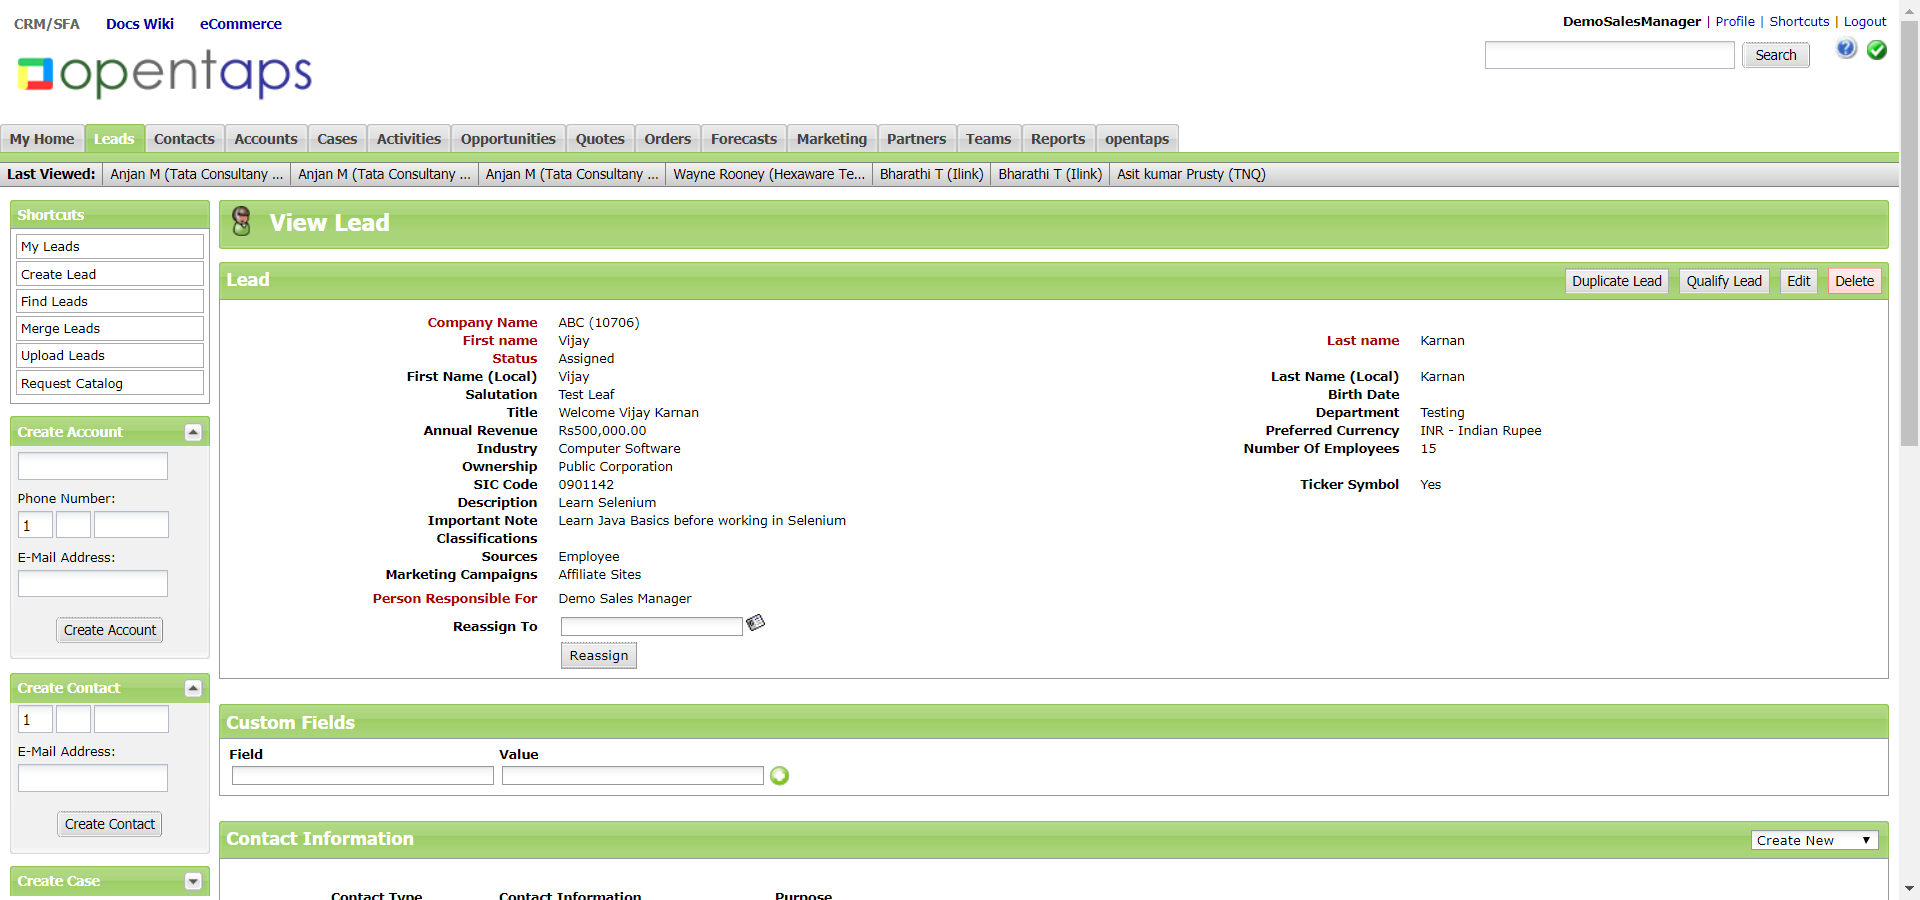 CRM/SFA Docs Wiki eCommerce
DemoSalesManager | Profile | Shortcuts | Logout
opentaps
Search
My Home Leads Contacts Accounts Cases Activities Opportunities Quotes Orders Forecasts Marketing Partners Teams Reports opentaps
Last Viewed: Anjan M (Tata Consultany ... Anjan M (Tata Consultany ... Anjan M (Tata Consultany ... Wayne Rooney (Hexaware Te... Bharathi T (Ilink) Bharathi T (Ilink) Asit kumar Prusty (TNQ)
Shortcuts
My Leads
Create Lead
Find Leads
Merge Leads
Upload Leads
Request Catalog
Create Account
Phone Number:
1
E-Mail Address:
Create Account
Create Contact
1
E-Mail Address:
Create Contact
Create Case
View Lead
Lead
Duplicate Lead Qualify Lead Edit Delete
Company Name ABC (10706)
First name Vijay Last name Karnan
Status Assigned
First Name (Local) Vijay Last Name (Local) Karnan
Salutation Test Leaf Birth Date
Title Welcome Vijay Karnan Department Testing
Annual Revenue Rs500,000.00 Preferred Currency INR - Indian Rupee
Industry Computer Software Number Of Employees 15
Ownership Public Corporation
SIC Code 0901142 Ticker Symbol Yes
Description Learn Selenium
Important Note Learn Java Basics before working in Selenium
Classifications
Sources Employee
Marketing Campaigns Affiliate Sites
Person Responsible For Demo Sales Manager
Reassign To
Reassign
Custom Fields
Field Value
Contact Information
Create New
Contact Type Contact Information Purpose